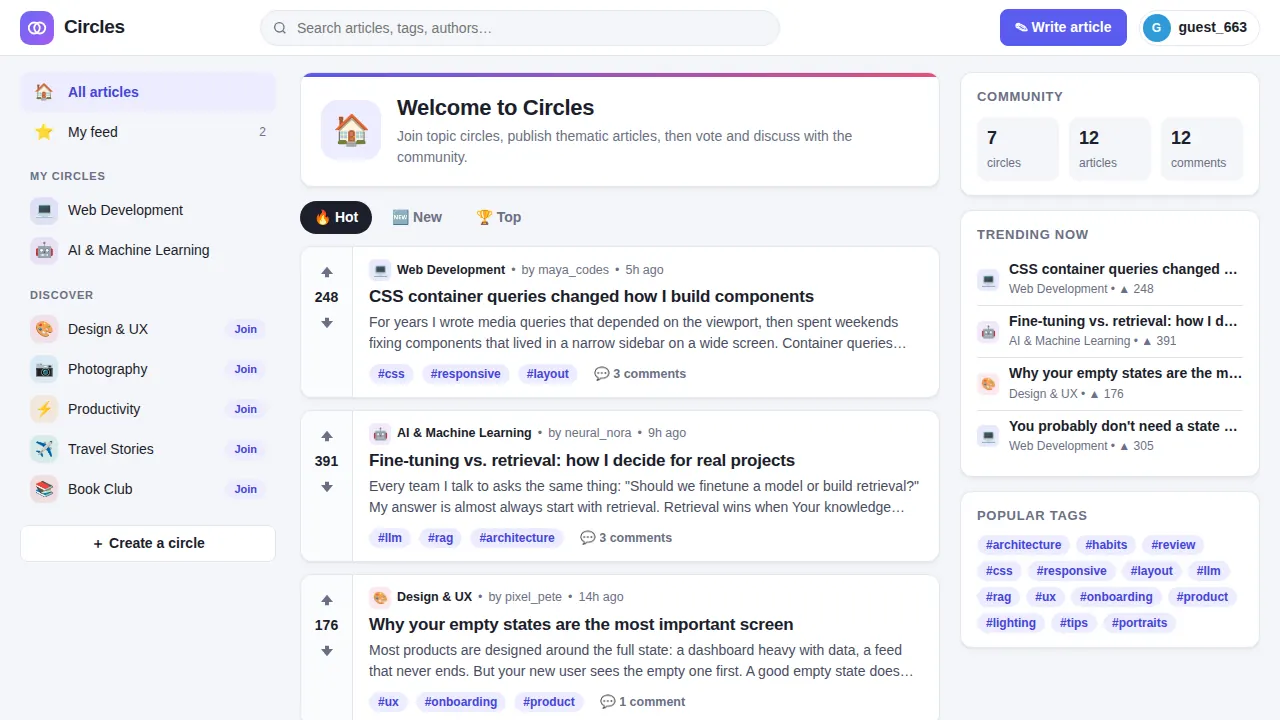 Circles
Search articles, tags, authors…
✎ Write article
G
guest_663
All articles
My feed 2
MY CIRCLES
Web Development
AI & Machine Learning
DISCOVER
Design & UX Join
Photography Join
Productivity Join
Travel Stories Join
Book Club Join
+ Create a circle
Welcome to Circles
Join topic circles, publish thematic articles, then vote and discuss with the
community.
🔥 Hot
🆕 New
🏆 Top
248
Web Development • by maya_codes • 5h ago
CSS container queries changed how I build components
For years I wrote media queries that depended on the viewport, then spent weekends
fixing components that lived in a narrow sidebar on a wide screen. Container queries…
#css #responsive #layout 💬 3 comments
391
AI & Machine Learning • by neural_nora • 9h ago
Fine-tuning vs. retrieval: how I decide for real projects
Every team I talk to asks the same thing: "Should we finetune a model or build retrieval?"
My answer is almost always start with retrieval. Retrieval wins when Your knowledge…
#llm #rag #architecture 💬 3 comments
176
Design & UX • by pixel_pete • 14h ago
Why your empty states are the most important screen
Most products are designed around the full state: a dashboard heavy with data, a feed
that never ends. But your new user sees the empty one first. A good empty state does…
#ux #onboarding #product 💬 1 comment
COMMUNITY
7 12 12
circles articles comments
TRENDING NOW
CSS container queries changed …
Web Development • ▲ 248
Fine-tuning vs. retrieval: how I d…
AI & Machine Learning • ▲ 391
Why your empty states are the m…
Design & UX • ▲ 176
You probably don't need a state …
Web Development • ▲ 305
POPULAR TAGS
#architecture #habits #review
#css #responsive #layout #llm
#rag #ux #onboarding #product
#lighting #tips #portraits